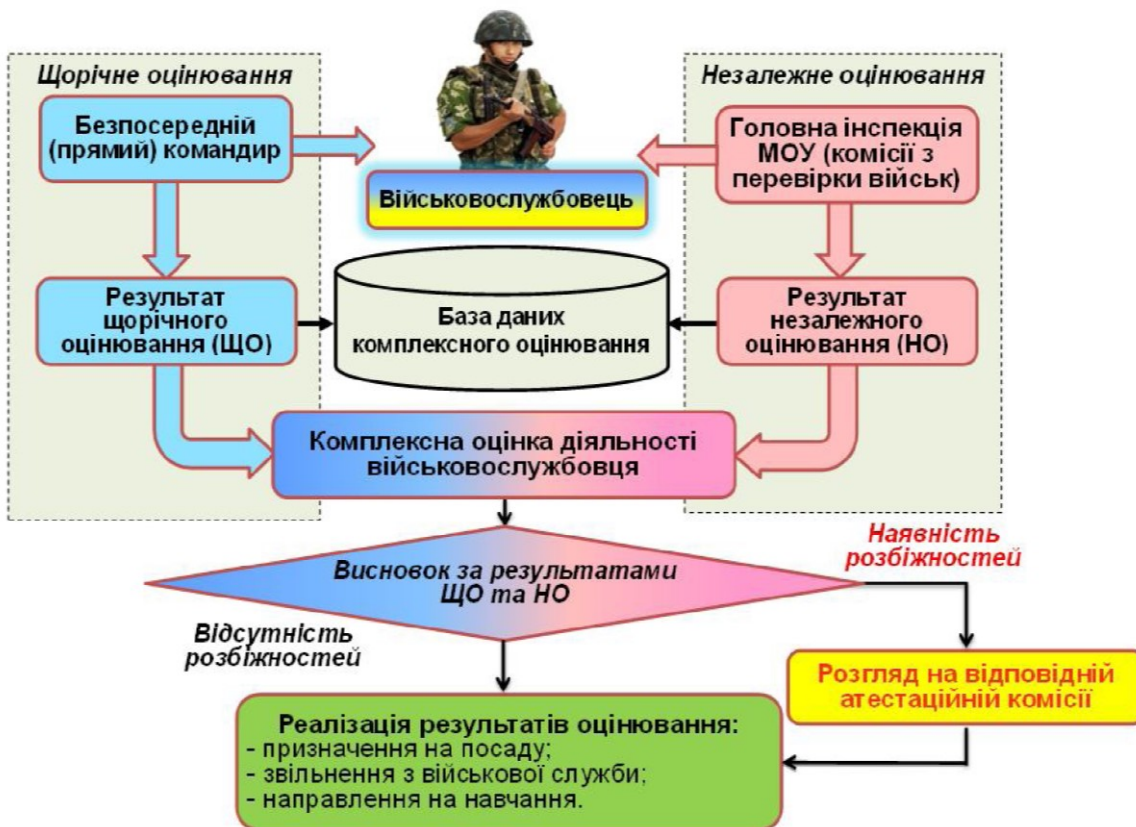 Щорічне оцінювання
Безпосередній
(прямий) командир
Результат
щорічного
оцінювання (ЩО)
Військовослужбовець
База даних
комплексного оцінювання
Незалежне оцінювання
Головна інспекція
МОУ (комісії з
перевірки військ)
Результат
незалежного
оцінювання (НО)
Комплексна оцінка діяльності
військовослужбовця
Висновок за результатами
ЩО та НО
Наявність
розбіжностей
Відсутність
розбіжностей
Розгляд на відповідній
атестаційній комісії
Реалізація результатів оцінювання:
- призначення на посаду;
- звільнення з військової служби;
- направлення на навчання.